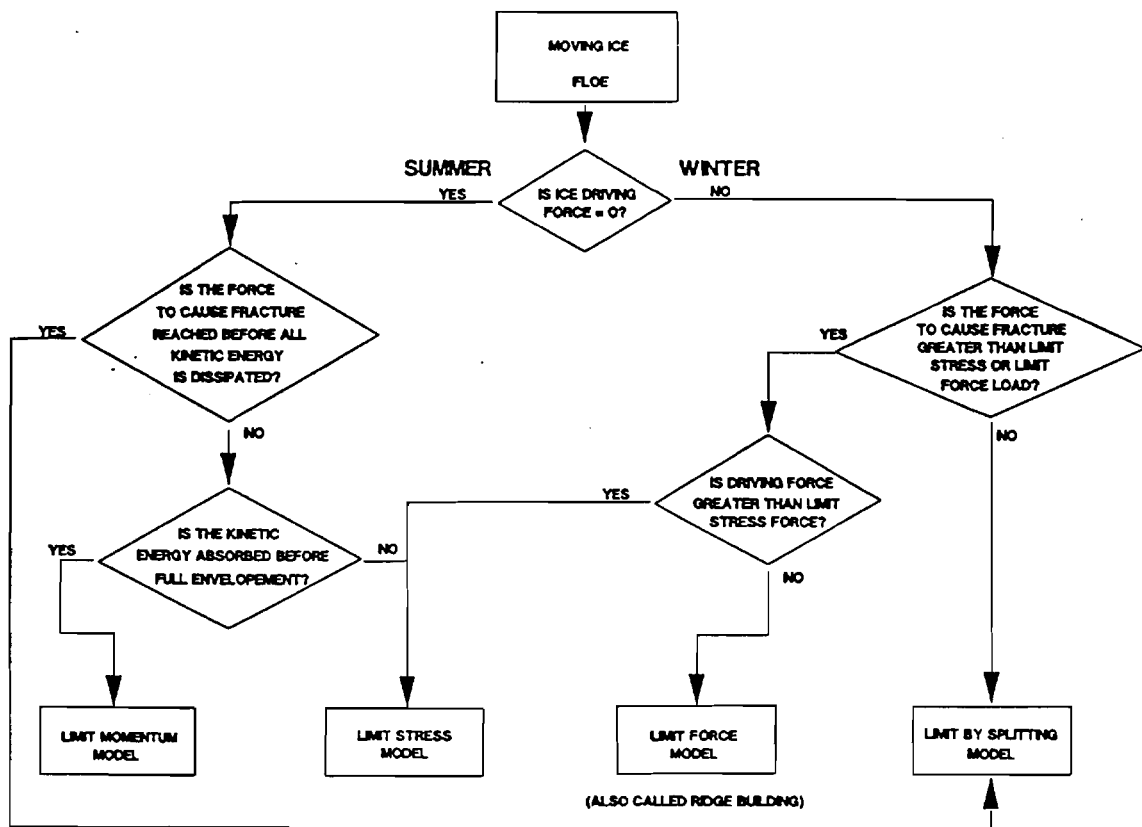 MOVING ICE
FLOE
SUMMER
WINTER
YES
IS ICE DRIVING
FORCE = 0?
NO
IS THE FORCE
TO CAUSE FRACTURE
REACHED BEFORE ALL
KINETIC ENERGY
IS DISSIPATED?
YES
NO
IS THE FORCE
TO CAUSE FRACTURE
GREATER THAN LIMIT
STRESS OR LIMIT
FORCE LOAD?
YES
NO
IS DRIVING FORCE
GREATER THAN LIMIT
STRESS FORCE?
YES
NO
IS THE KINETIC
ENERGY ABSORBED BEFORE
FULL ENVELOPEMENT?
YES
NO
LIMIT MOMENTUM
MODEL
LIMIT STRESS
MODEL
LIMIT FORCE
MODEL
LIMIT BY SPLITTING
MODEL
(ALSO CALLED RIDGE BUILDING)